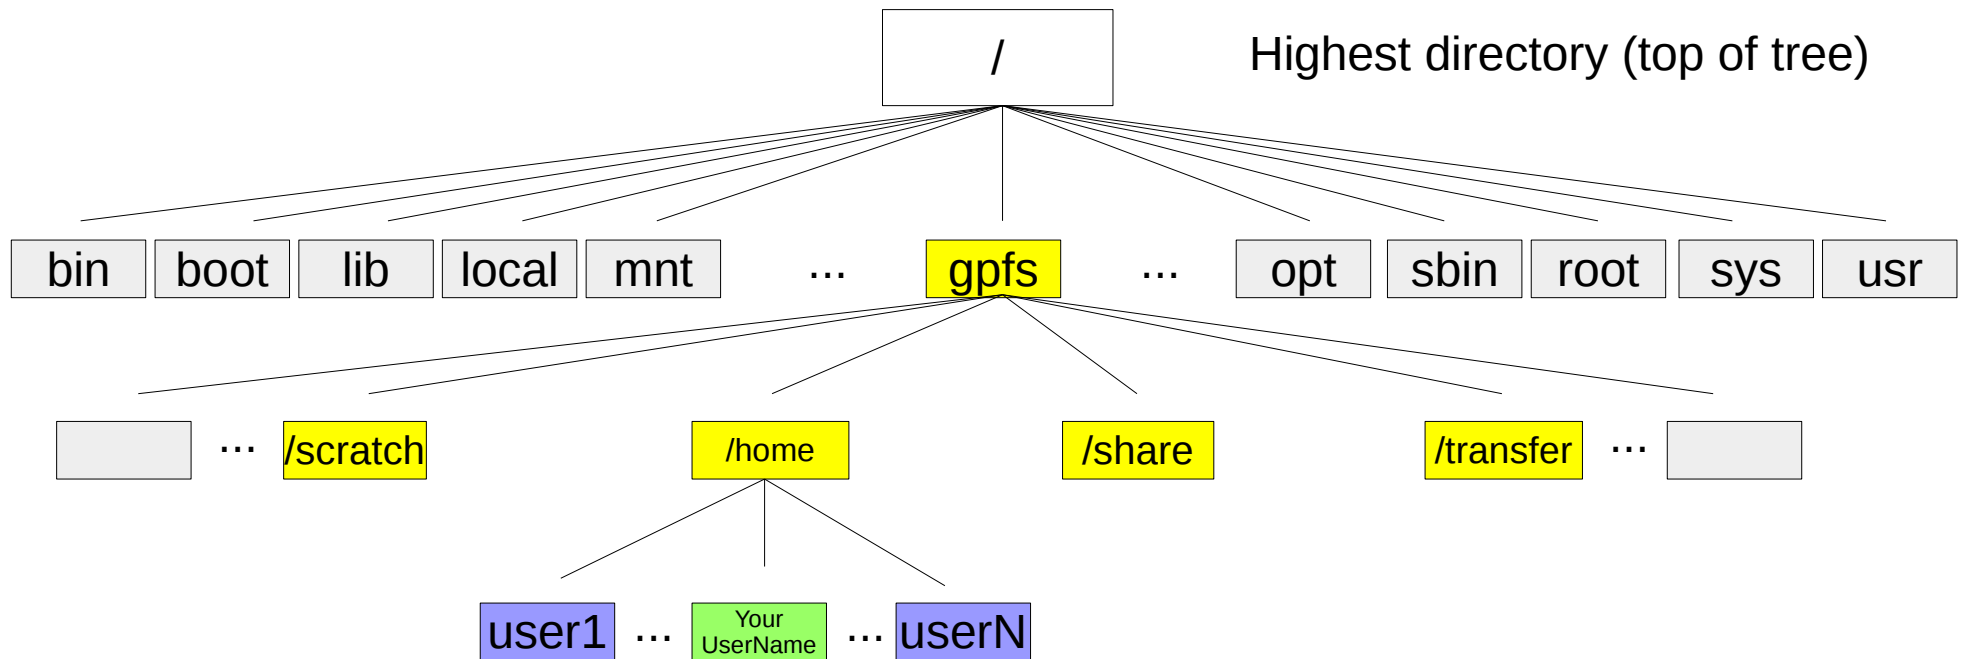 /
Highest directory (top of tree)
bin boot lib local mnt ... gpfs ... opt sbin root sys usr
... /scratch /home /share /transfer ...
user1 ... Your UserName ... userN